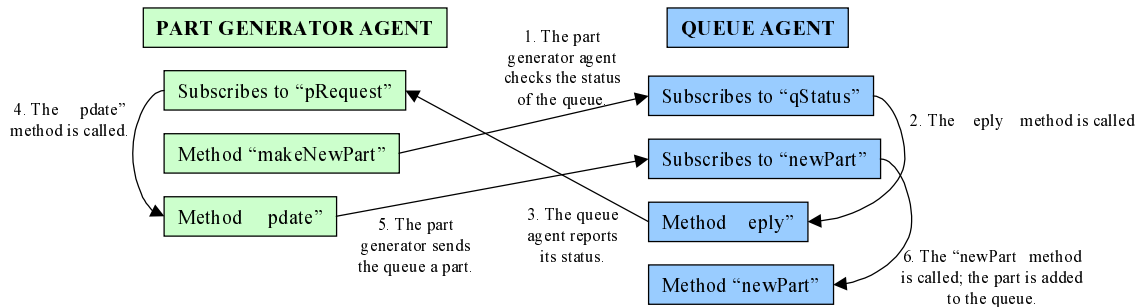 PART GENERATOR AGENT
QUEUE AGENT
1. The part
generator agent
checks the status
of the queue.
Subscribes to “pRequest”
Subscribes to “qStatus”
4. The pdate”
method is called.
2. The eply method is called
Method “makeNewPart”
Subscribes to “newPart”
Method pdate”
5. The part
generator sends
the queue a part.
3. The queue
agent reports
its status.
Method eply”
6. The “newPart method
is called; the part is added
to the queue.
Method “newPart”